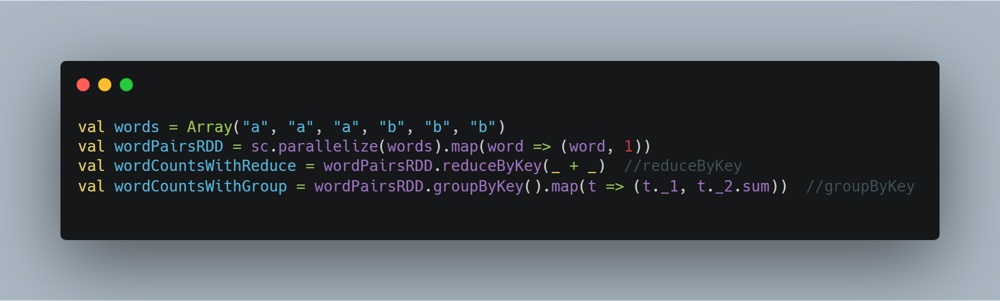 val words = Array("a", "a", "a", "b", "b", "b")
val wordPairsRDD = sc.parallelize(words).map(word => (word, 1))
val wordCountsWithReduce = wordPairsRDD.reduceByKey(_ + _)  //reduceByKey
val wordCountsWithGroup = wordPairsRDD.groupByKey().map(t => (t._1, t._2.sum))  //groupByKey